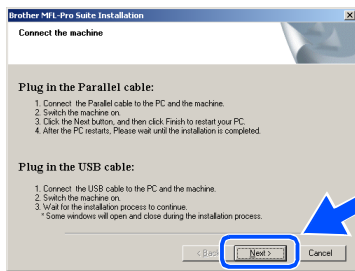 Brother MFL-Pro Suite Installation
Connect the machine
Plug in the Parallel cable:
1. Connect the Parallel cable to the PC and the machine.
2. Switch the machine on.
3. Click the Next button, and then click Finish to restart your PC.
4. After the PC restarts, Please wait until the installation is completed.
Plug in the USB cable:
1. Connect the USB cable to the PC and the machine.
2. Switch the machine on.
3. Wait for the installation process to continue.
* Some windows will open and close during the installation process.
< Back Next > Cancel